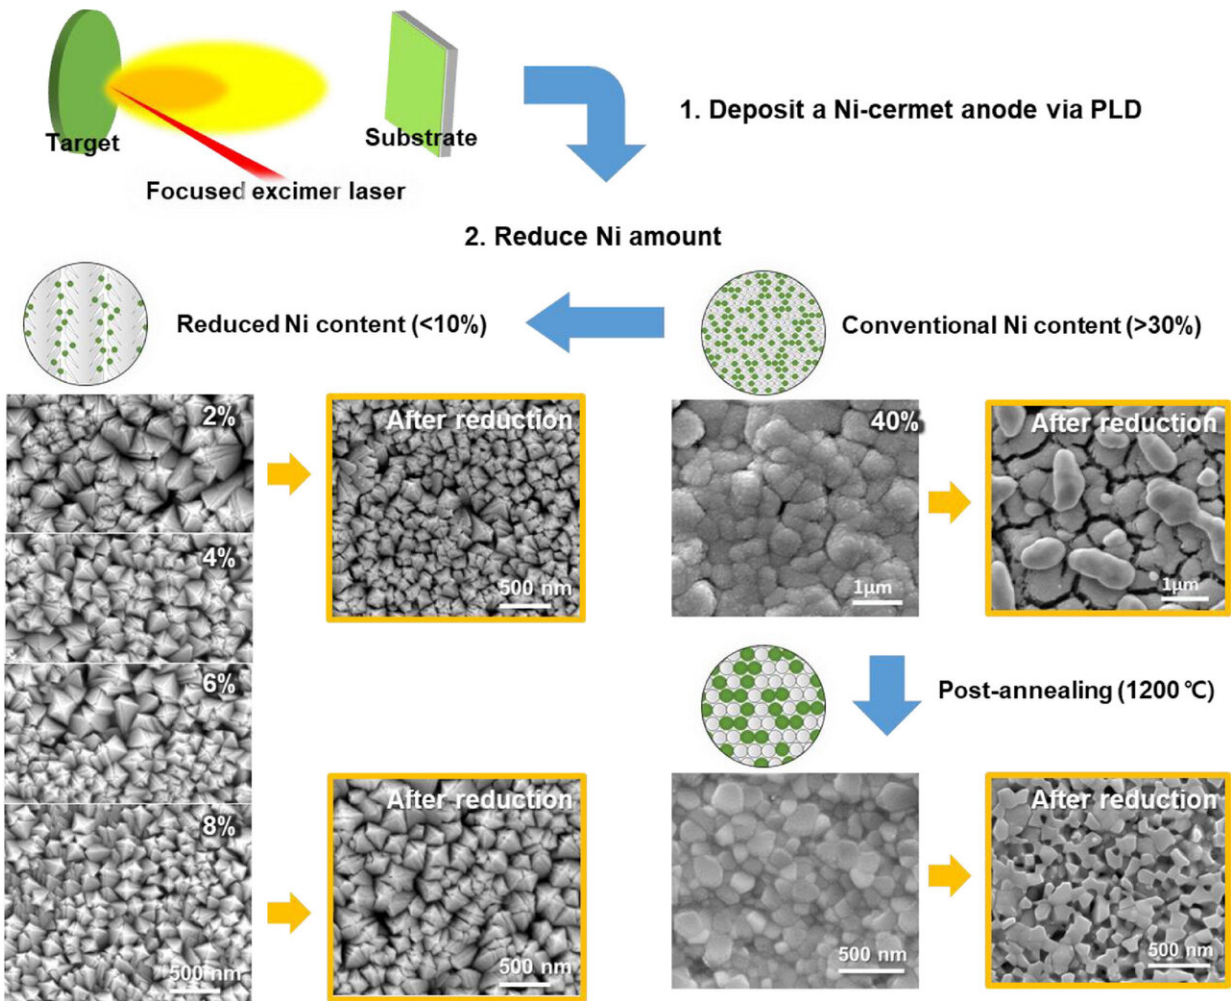 Target
Substrate
Focused excimer laser
1. Deposit a Ni-cermet anode via PLD
2. Reduce Ni amount
Reduced Ni content (<10%)
Conventional Ni content (>30%)
2%
After reduction
500 nm
40%
1μm
After reduction
1μm
4%
6%
Post-annealing (1200 ℃)
8%
500 nm
After reduction
500 nm
500 nm
After reduction
500 nm